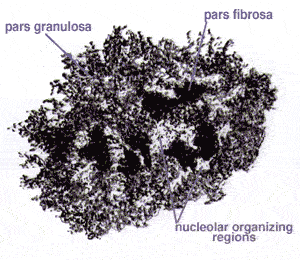 pars fibrosa
pars granulosa
nucleolar organizing
regions